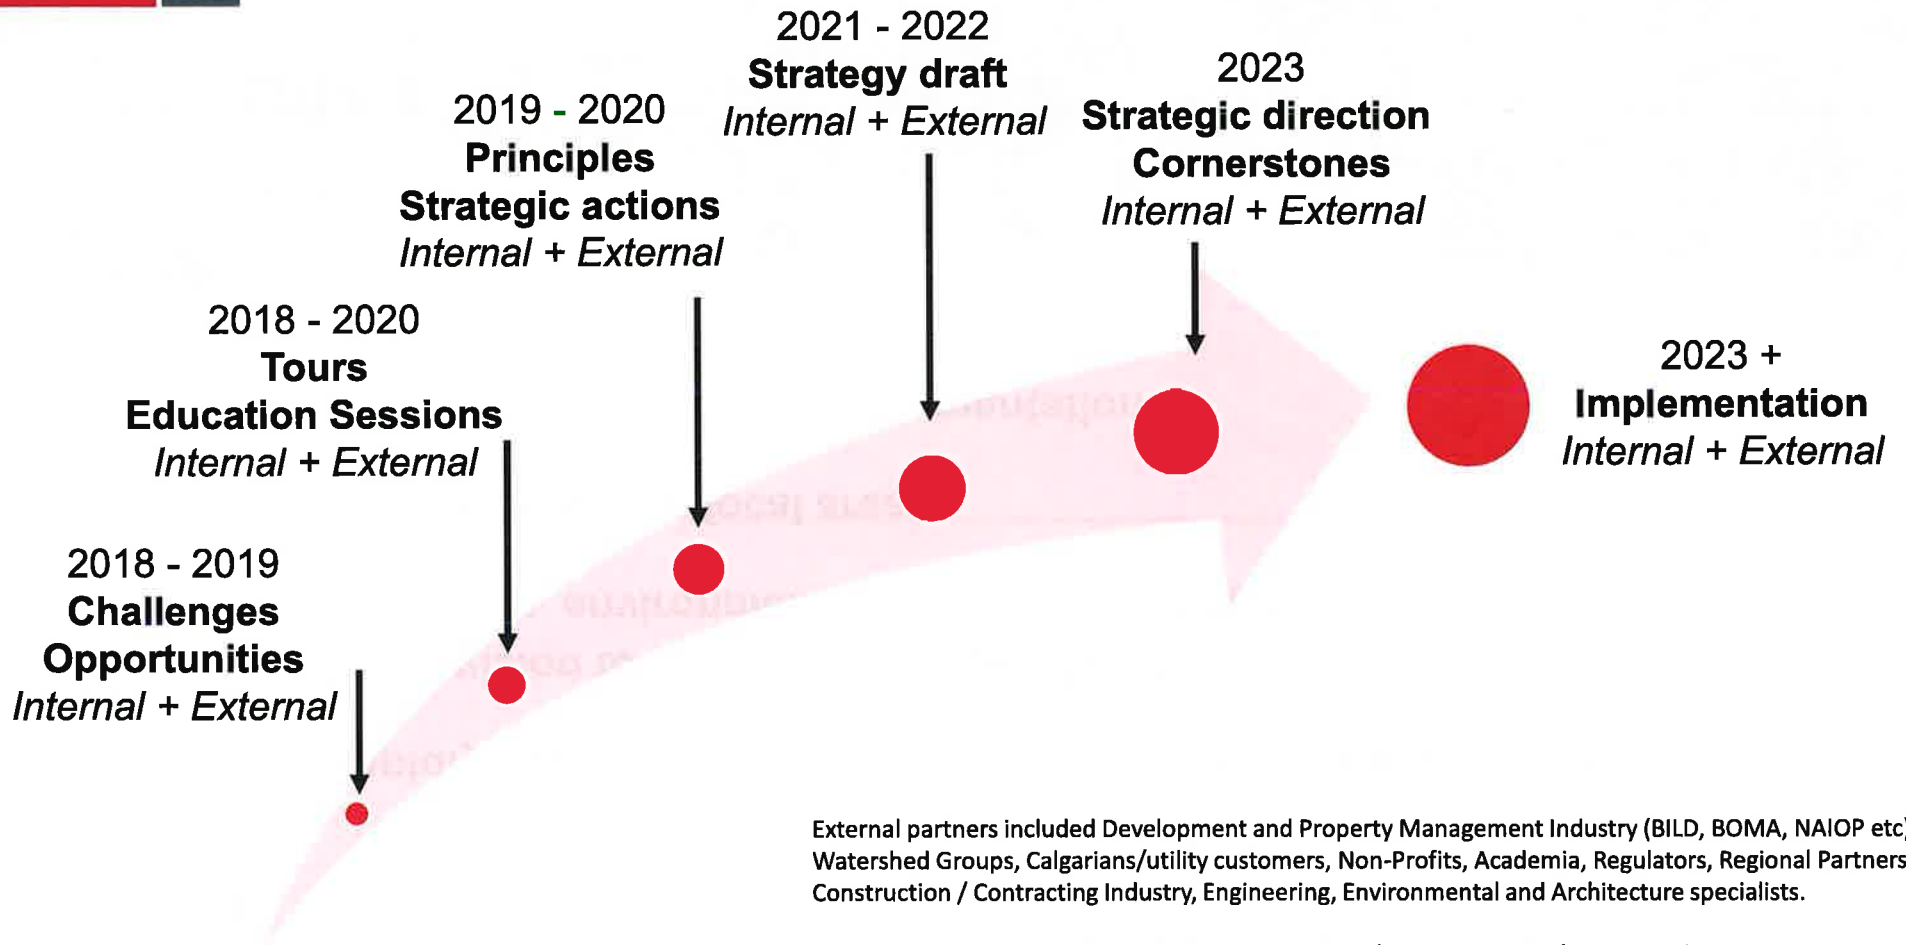 2021 - 2022
Strategy draft
Internal + External
2023
Strategic direction
Cornerstones
Internal + External
2019 - 2020
Principles
Strategic actions
Internal + External
2018 - 2020
Tours
Education Sessions
Internal + External
2023 +
Implementation
Internal + External
2018 - 2019
Challenges
Opportunities
Internal + External
External partners included Development and Property Management Industry (BILD, BOMA, NAIOP etc)
Watershed Groups, Calgarians/utility customers, Non-Profits, Academia, Regulators, Regional Partners
Construction / Contracting Industry, Engineering, Environmental and Architecture specialists.